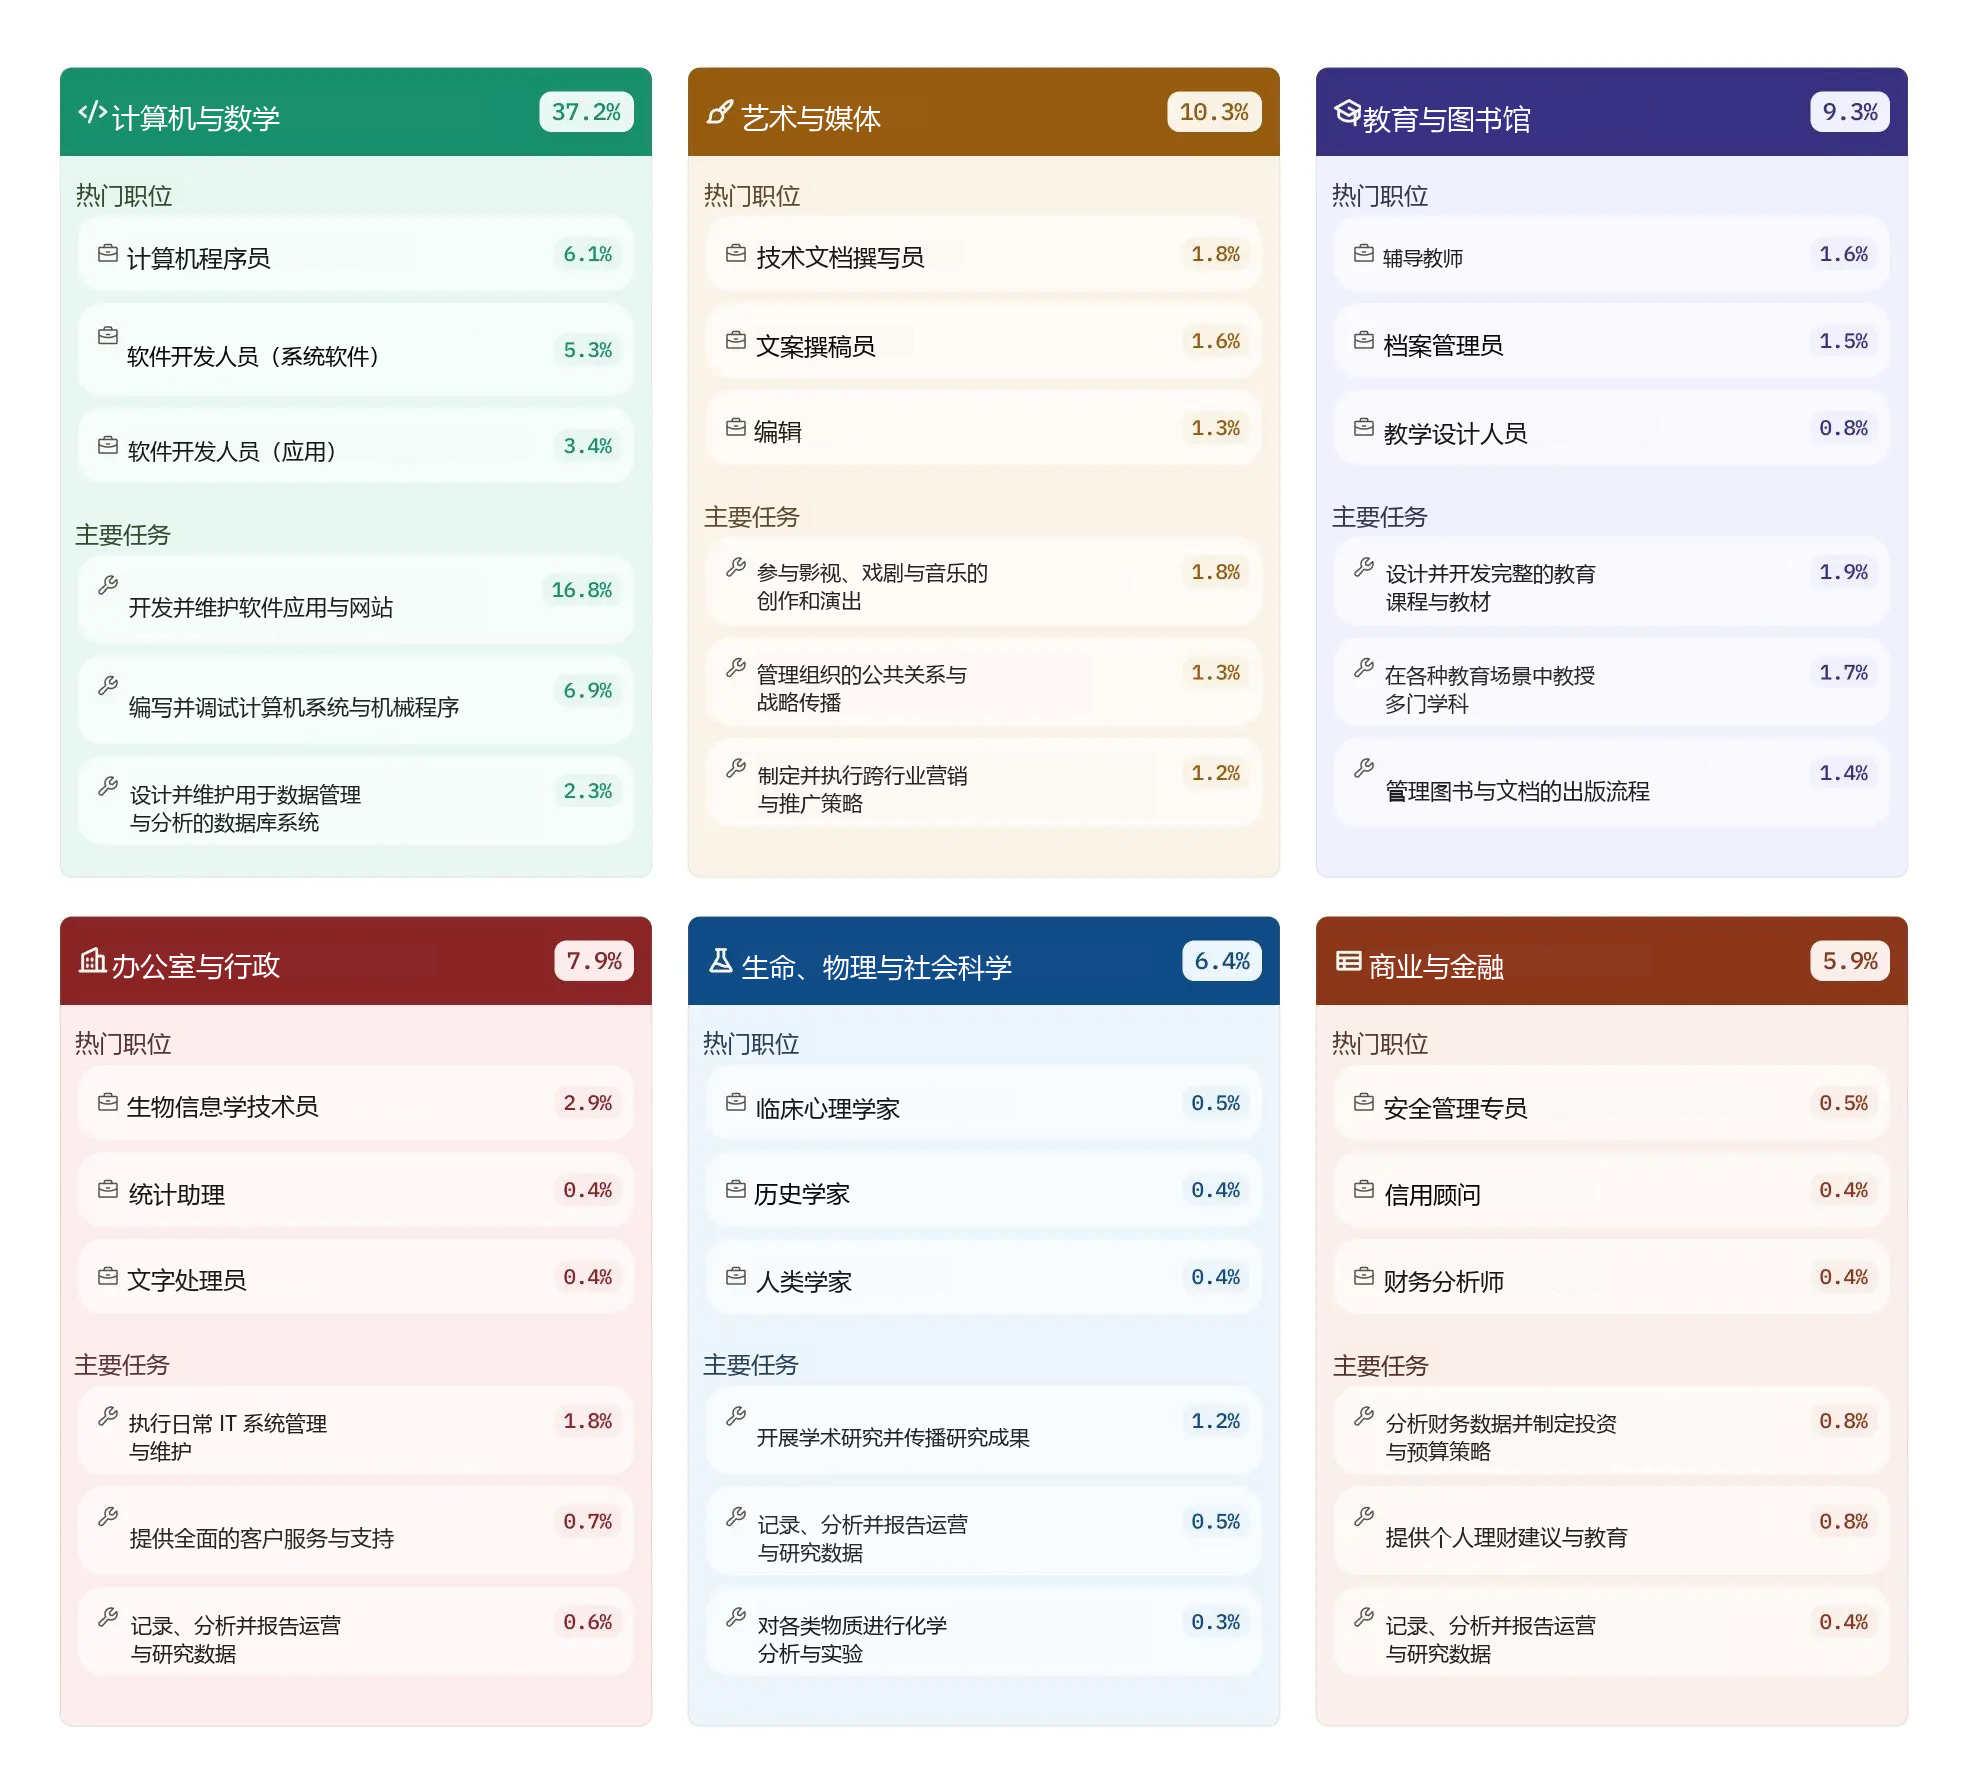 计算机与数学 37.2%
热门职位
计算机程序员 6.1%
软件开发人员（系统软件） 5.3%
软件开发人员（应用） 3.4%
主要任务
开发并维护软件应用与网站 16.8%
编写并调试计算机系统与机械程序 6.9%
设计并维护用于数据管理 2.3%
与分析的数据库系统
艺术与媒体 10.3%
热门职位
技术文档撰写员 1.8%
文案撰稿员 1.6%
编辑 1.3%
主要任务
参与影视、戏剧与音乐的 1.8%
创作和演出
管理组织的公共关系与 1.3%
战略传播
制定并执行跨行业营销 1.2%
与推广策略
教育与图书馆 9.3%
热门职位
辅导教师 1.6%
档案管理员 1.5%
教学设计人员 0.8%
主要任务
设计并开发完整的教育 1.9%
课程与教材
在各种教育场景中教授 1.7%
多门学科
管理图书与文档的出版流程 1.4%
办公室与行政 7.9%
热门职位
生物信息学技术员 2.9%
统计助理 0.4%
文字处理员 0.4%
主要任务
执行日常 IT 系统管理 1.8%
与维护
提供全面的客户服务与支持 0.7%
记录、分析并报告运营 0.6%
与研究数据
生命、物理与社会科学 6.4%
热门职位
临床心理学家 0.5%
历史学家 0.4%
人类学家 0.4%
主要任务
开展学术研究并传播研究成果 1.2%
记录、分析并报告运营 0.5%
与研究数据
对各类物质进行化学 0.3%
分析与实验
商业与金融 5.9%
热门职位
安全管理专员 0.5%
信用顾问 0.4%
财务分析师 0.4%
主要任务
分析财务数据并制定投资 0.8%
与预算策略
提供个人理财建议与教育 0.8%
记录、分析并报告运营 0.4%
与研究数据